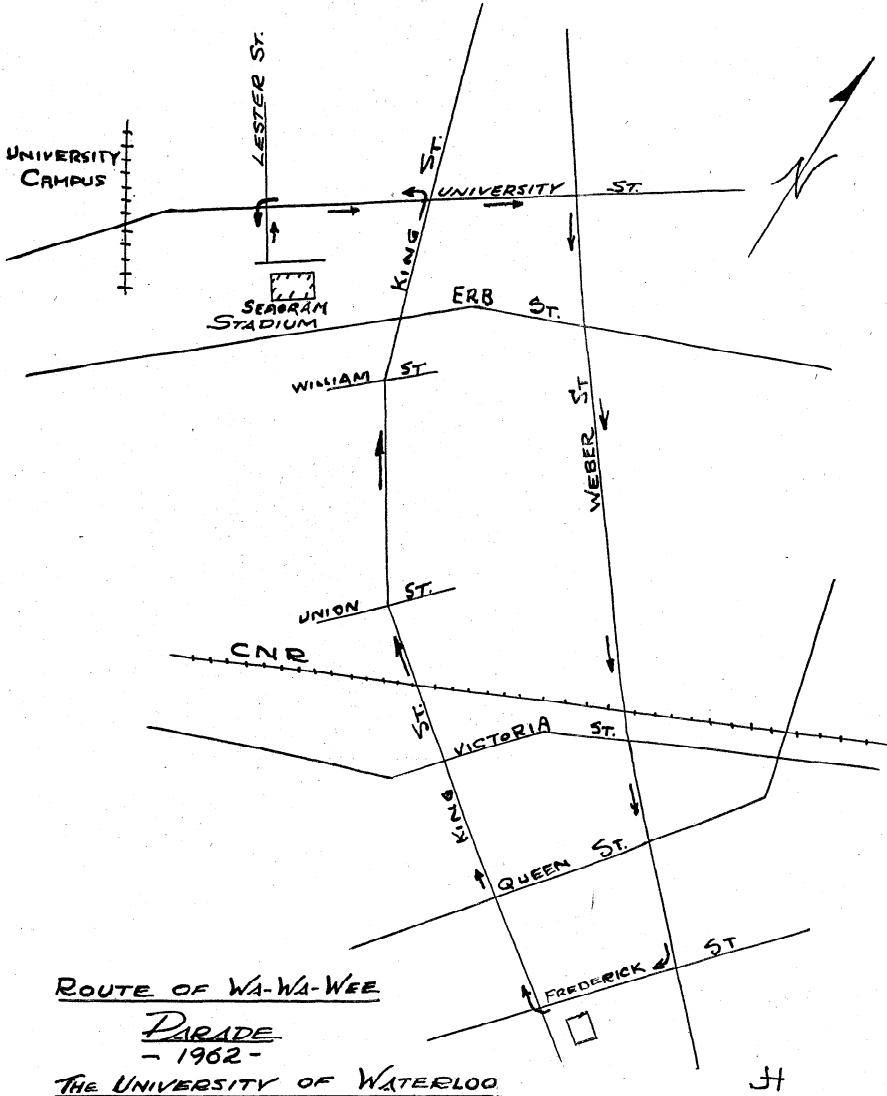 LESTER ST.
UNIVERSITY
CAMPUS
KING ST.
UNIVERSITY ST.
N
SEAGRAM
STADIUM
ERB ST.
WILLIAM ST
WEBER ST
UNION ST.
CNR
KING ST.
VICTORIA ST.
QUEEN ST.
FREDERICK ST
ROUTE OF WA-WA-WEE
PARADE
- 1962 -
THE UNIVERSITY OF WATERLOO
JH